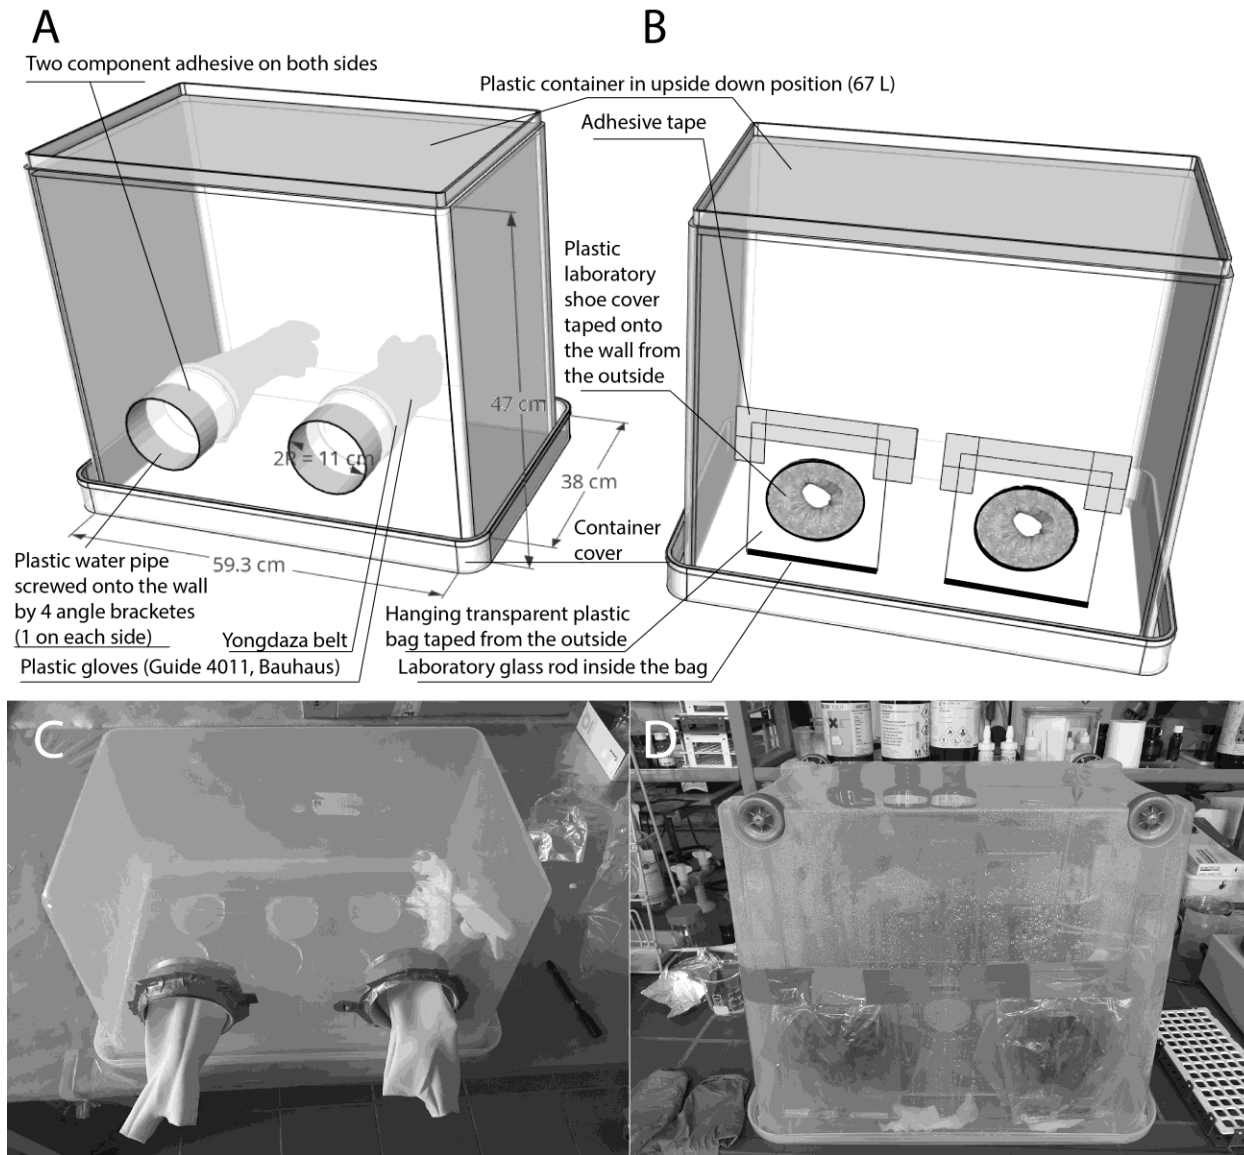 A
B
Two component adhesive on both sides
Plastic container in upside down position (67 L)
Adhesive tape
Plastic
laboratory
shoe cover
taped onto
the wall from
the outside
47 cm
2R = 11 cm
38 cm
59.3 cm
Container
cover
Plastic water pipe
screwed onto the wall
by 4 angle bracketes
(1 on each side)
Yongdaza belt
Plastic gloves (Guide 4011, Bauhaus)
Hanging transparent plastic
bag taped from the outside
Laboratory glass rod inside the bag
C
D